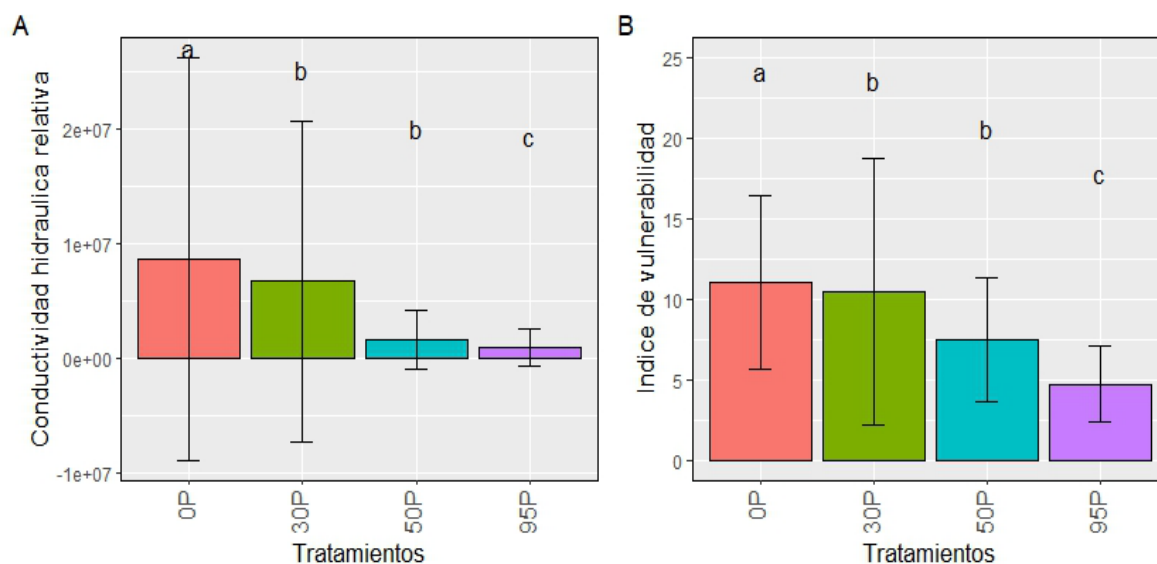 A
Conductividad hidraulica relativa
2e+07
1e+07
0e+00
-1e+07
a
b
b
c
0P
30P
50P
95P
Tratamientos
B
Indice de vulnerabilidad
25
20
15
10
5
0
a
b
b
c
0P
30P
50P
95P
Tratamientos